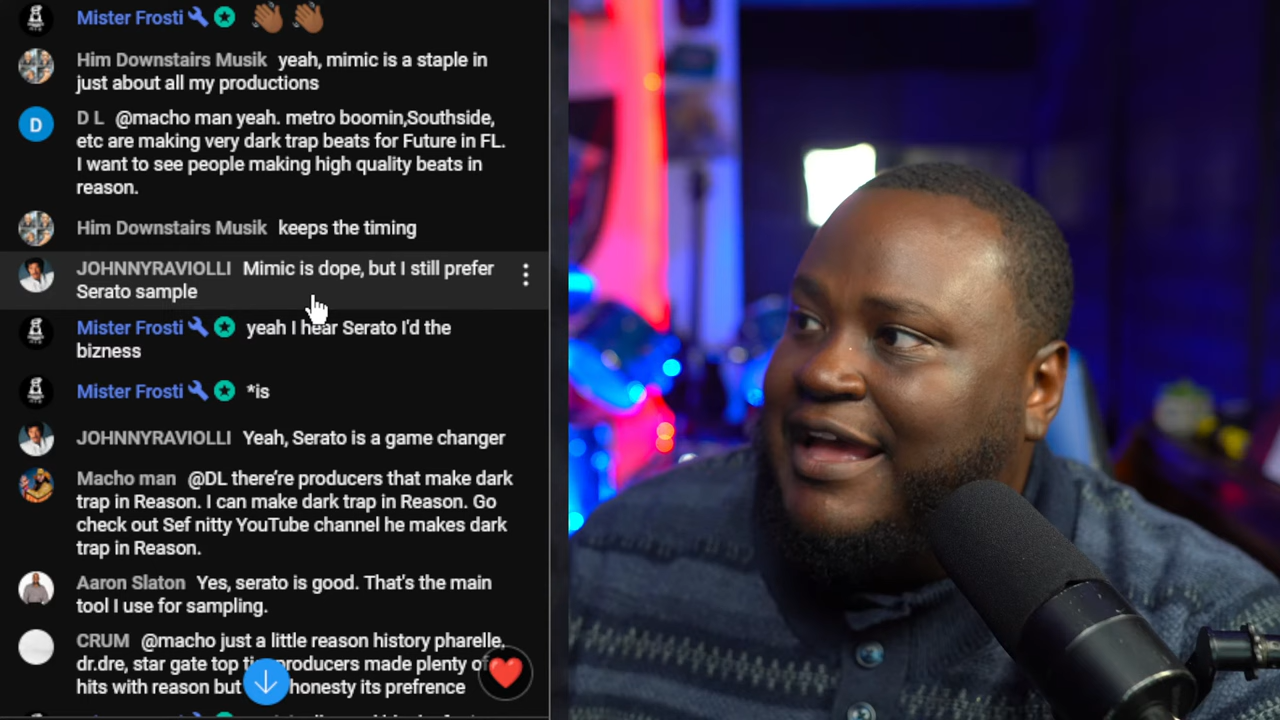 Mister Frosti
Him Downstairs Musik yeah, mimic is a staple in
just about all my productions
D
D L @macho man yeah. metro boomin,Southside,
etc are making very dark trap beats for Future in FL.
I want to see people making high quality beats in
reason.
Him Downstairs Musik keeps the timing
JOHNNYRAVIOLLI Mimic is dope, but I still prefer
Serato sample
Mister Frosti yeah I hear Serato I'd the
bizness
Mister Frosti *is
JOHNNYRAVIOLLI Yeah, Serato is a game changer
Macho man @DL there're producers that make dark
trap in Reason. I can make dark trap in Reason. Go
check out Sef nitty YouTube channel he makes dark
trap in Reason.
Aaron Slaton Yes, serato is good. That's the main
tool I use for sampling.
CRUM @macho just a little reason history pharelle,
dr.dre, star gate top producers made plenty of
hits with reason but honesty its prefrence